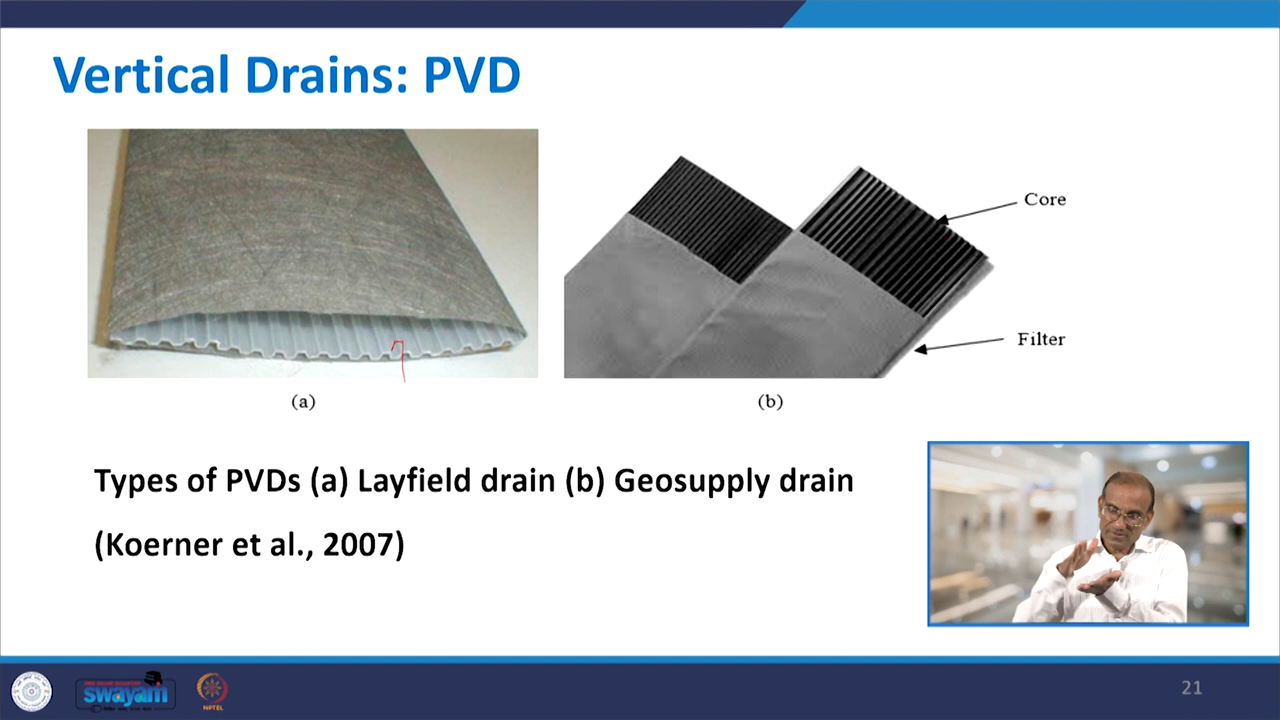 Vertical Drains: PVD
Core
Filter
(a)
(b)
Types of PVDs (a) Layfield drain (b) Geosupply drain
(Koerner et al., 2007)
swayam
NPTEL
21